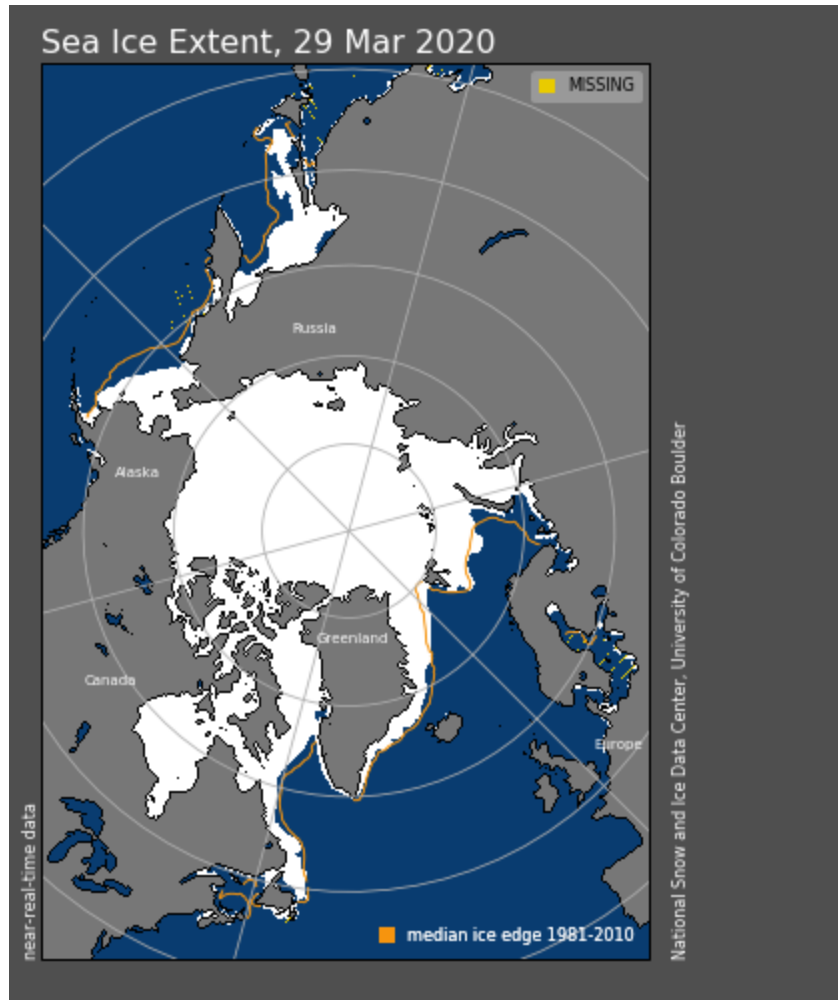 Sea Ice Extent, 29 Mar 2020
MISSING
Russia
Alaska
Greenland
Canada
Europe
near-real-time data
National Snow and Ice Data Center, University of Colorado Boulder
median ice edge 1981-2010